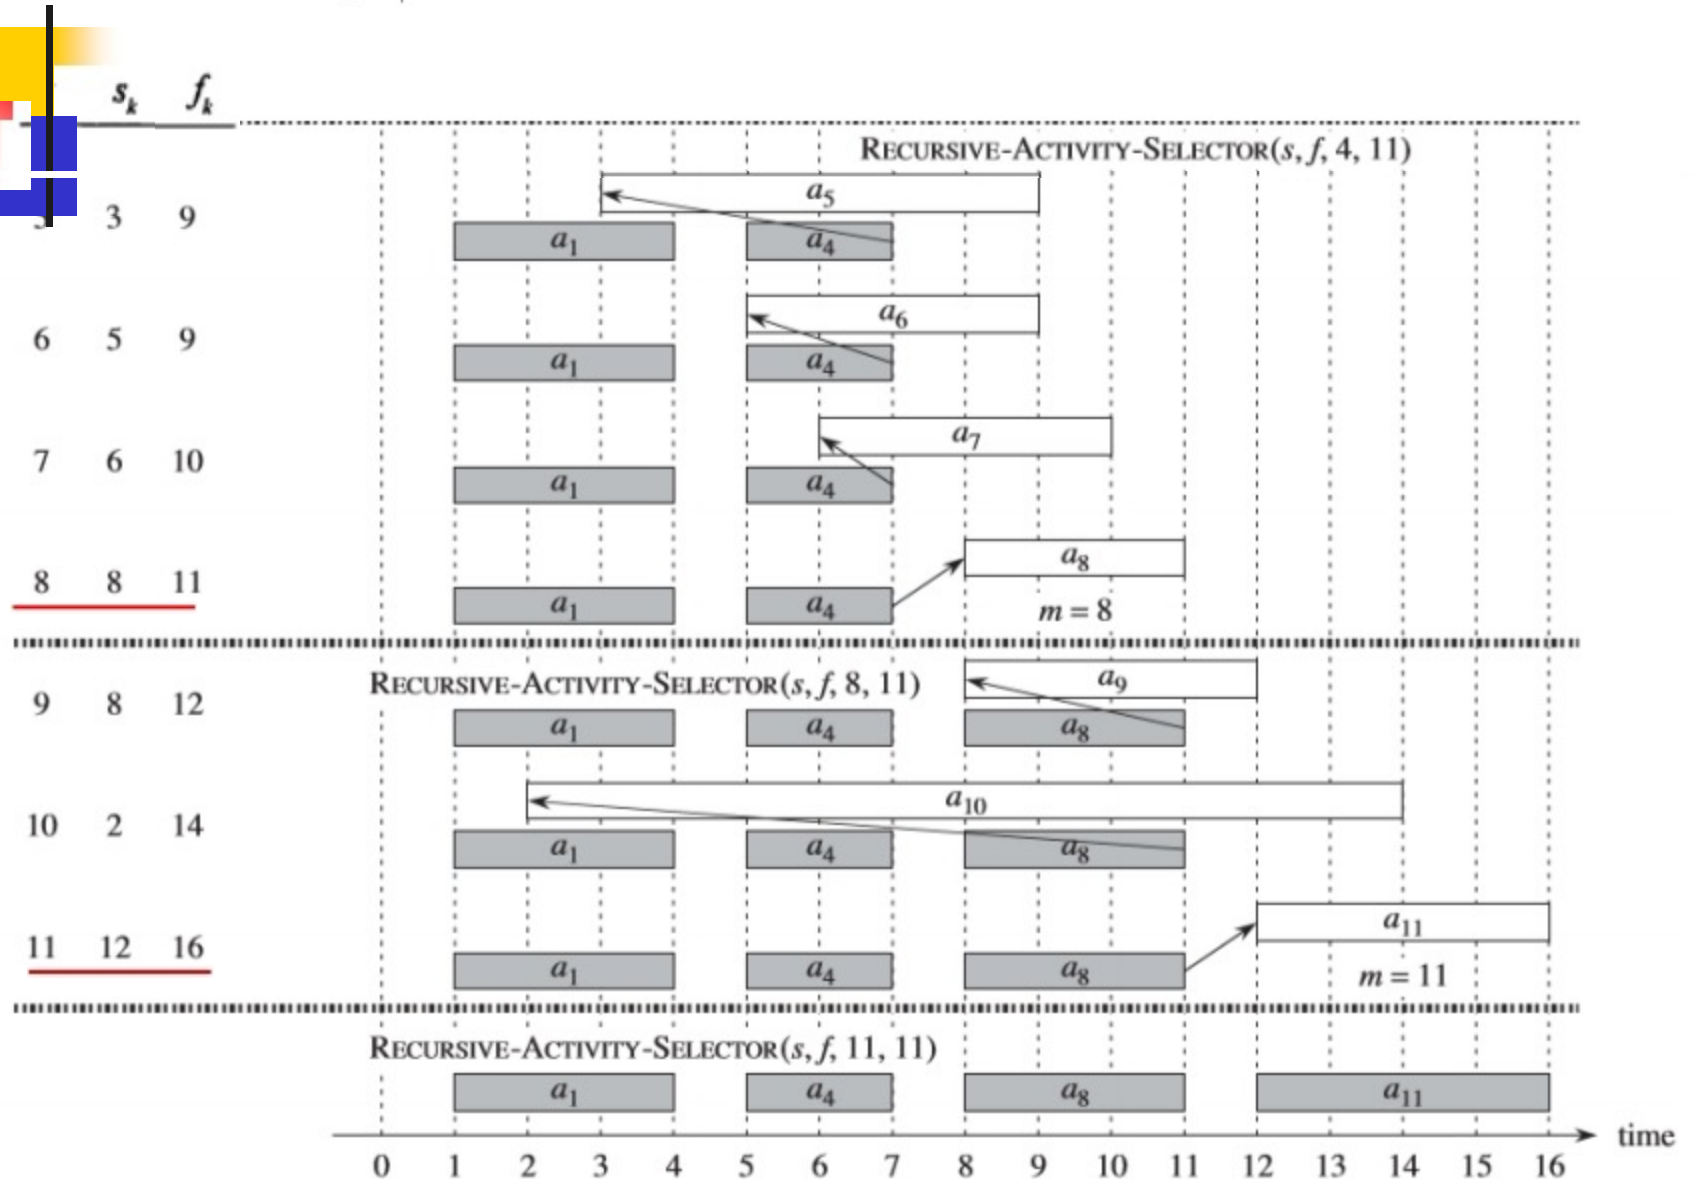 s_k f_k
RECURSIVE-ACTIVITY-SELECTOR(s, f, 4, 11)
a_5
3 9
a_1 a_4
a_6
6 5 9
a_1 a_4
a_7
7 6 10
a_1 a_4
a_8
8 8 11
a_1 a_4 m = 8
RECURSIVE-ACTIVITY-SELECTOR(s, f, 8, 11) a_9
9 8 12
a_1 a_4 a_8
a_10
10 2 14
a_1 a_4 a_8
a_11
11 12 16
a_1 a_4 a_8 m = 11
RECURSIVE-ACTIVITY-SELECTOR(s, f, 11, 11)
a_1 a_4 a_8 a_11
time
0 1 2 3 4 5 6 7 8 9 10 11 12 13 14 15 16